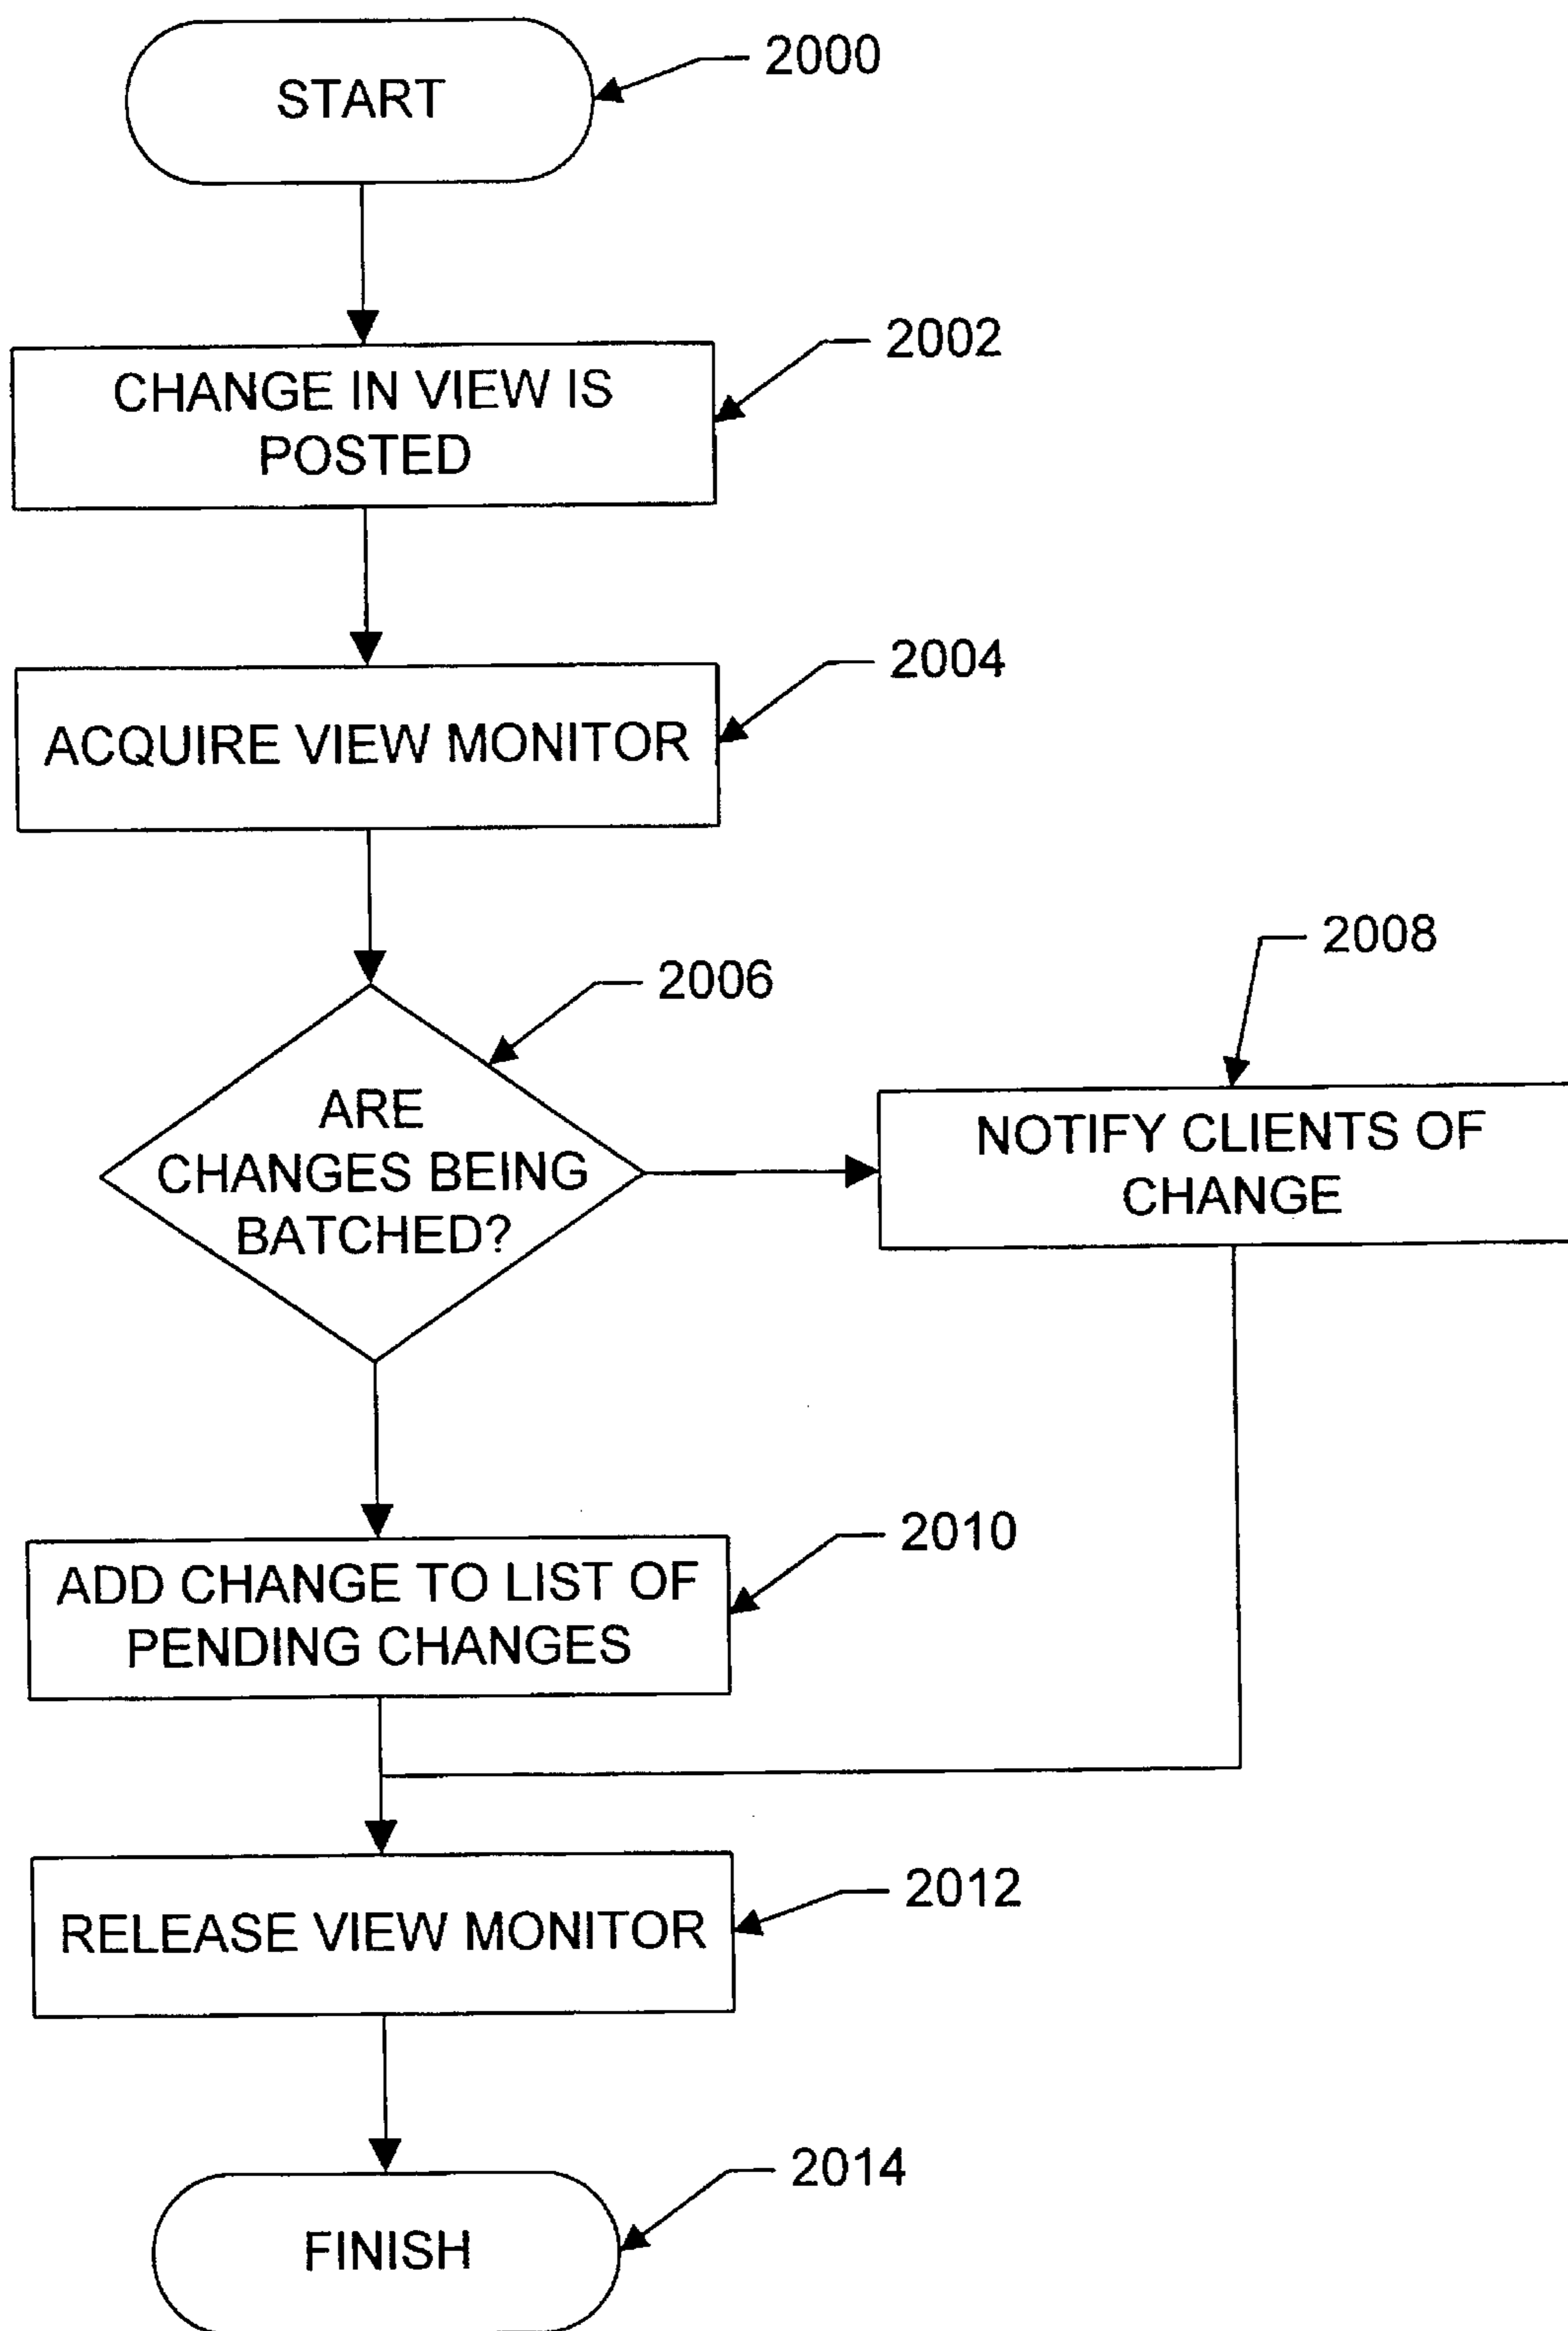 START
2000
CHANGE IN VIEW IS
POSTED
2002
ACQUIRE VIEW MONITOR
2004
ARE
CHANGES BEING
BATCHED?
2006
NOTIFY CLIENTS OF
CHANGE
2008
ADD CHANGE TO LIST OF
PENDING CHANGES
2010
RELEASE VIEW MONITOR
2012
FINISH
2014